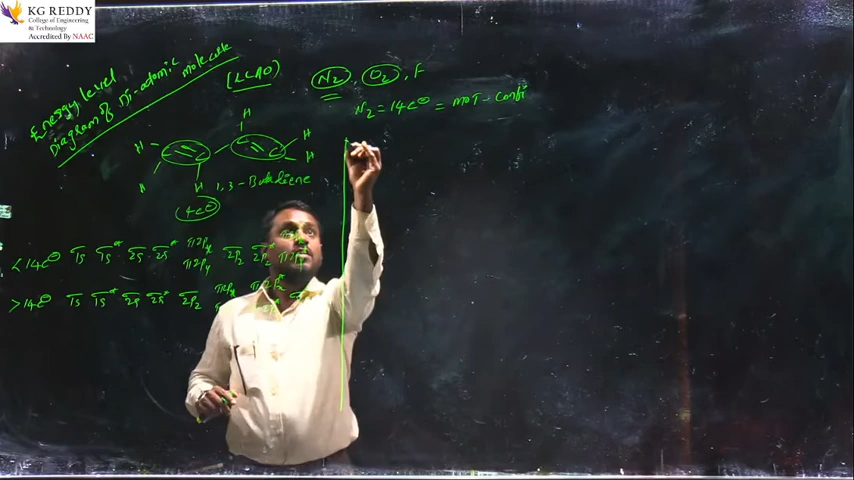 KG REDDY
College of Engineering
& Technology
Accredited By NAAC
Energy level
Diagram of Di-atomic molecule
(LCAO)
N2, O2, F
N2 = 14e⊖ = MOT - Confi
H
H C = C
C = C H
H
H H 1,3-Butadiene
4e⊖
<14e⊖ σ1s σ1s* σ2s σ2s* π2Px σ2Pz
π2Py
>14e⊖ σ1s σ1s* σ2s σ2s* σ2Pz π2Px